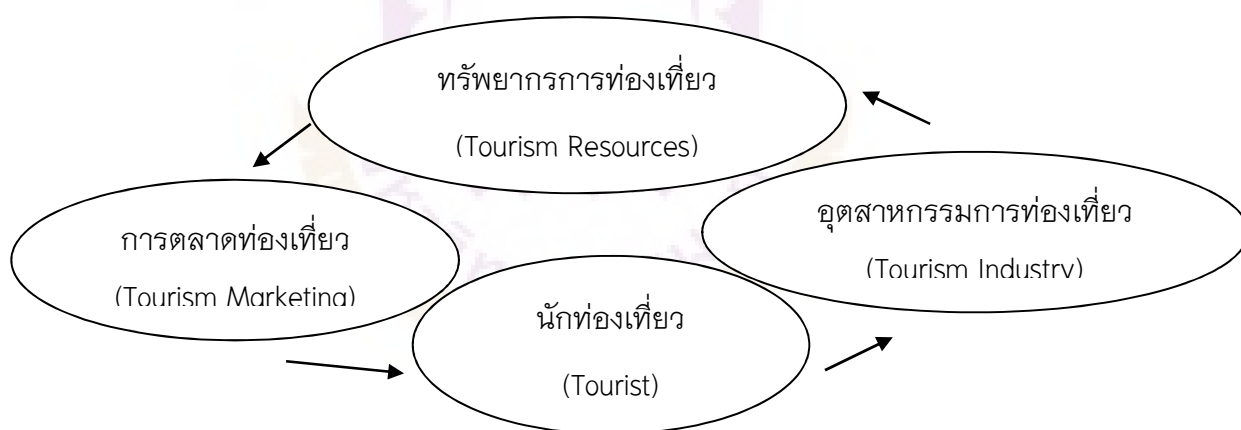 ทรัพยากรการท่องเที่ยว
(Tourism Resources)
อุตสาหกรรมการท่องเที่ยว
(Tourism Industry)
การตลาดท่องเที่ยว
(Tourism Marketing)
นักท่องเที่ยว
(Tourist)